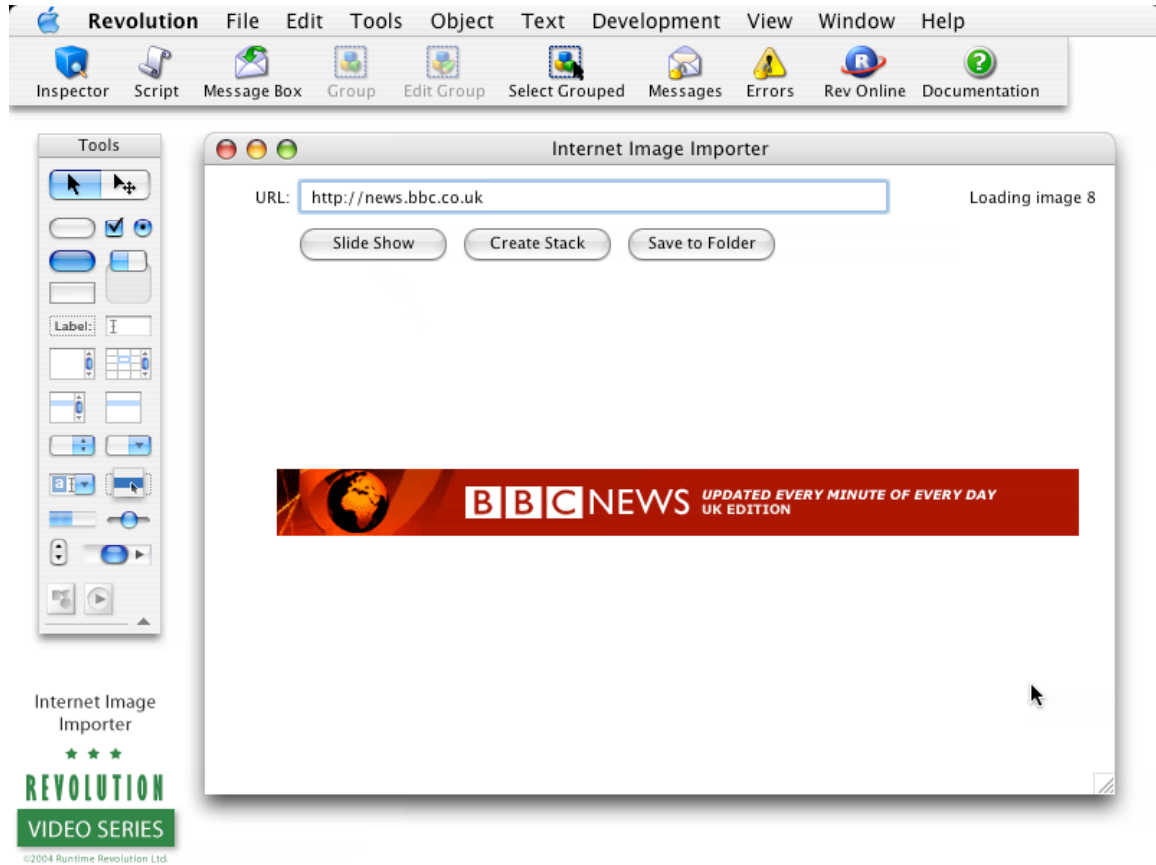 Revolution File Edit Tools Object Text Development View Window Help
Inspector Script Message Box Group Edit Group Select Grouped Messages Errors Rev Online Documentation
Tools
Label:
a
Internet Image Importer
URL: http://news.bbc.co.uk
Loading image 8
Slide Show Create Stack Save to Folder
BBC NEWS UPDATED EVERY MINUTE OF EVERY DAY
UK EDITION
Internet Image
Importer
REVOLUTION
VIDEO SERIES
©2004 Runtime Revolution Ltd.